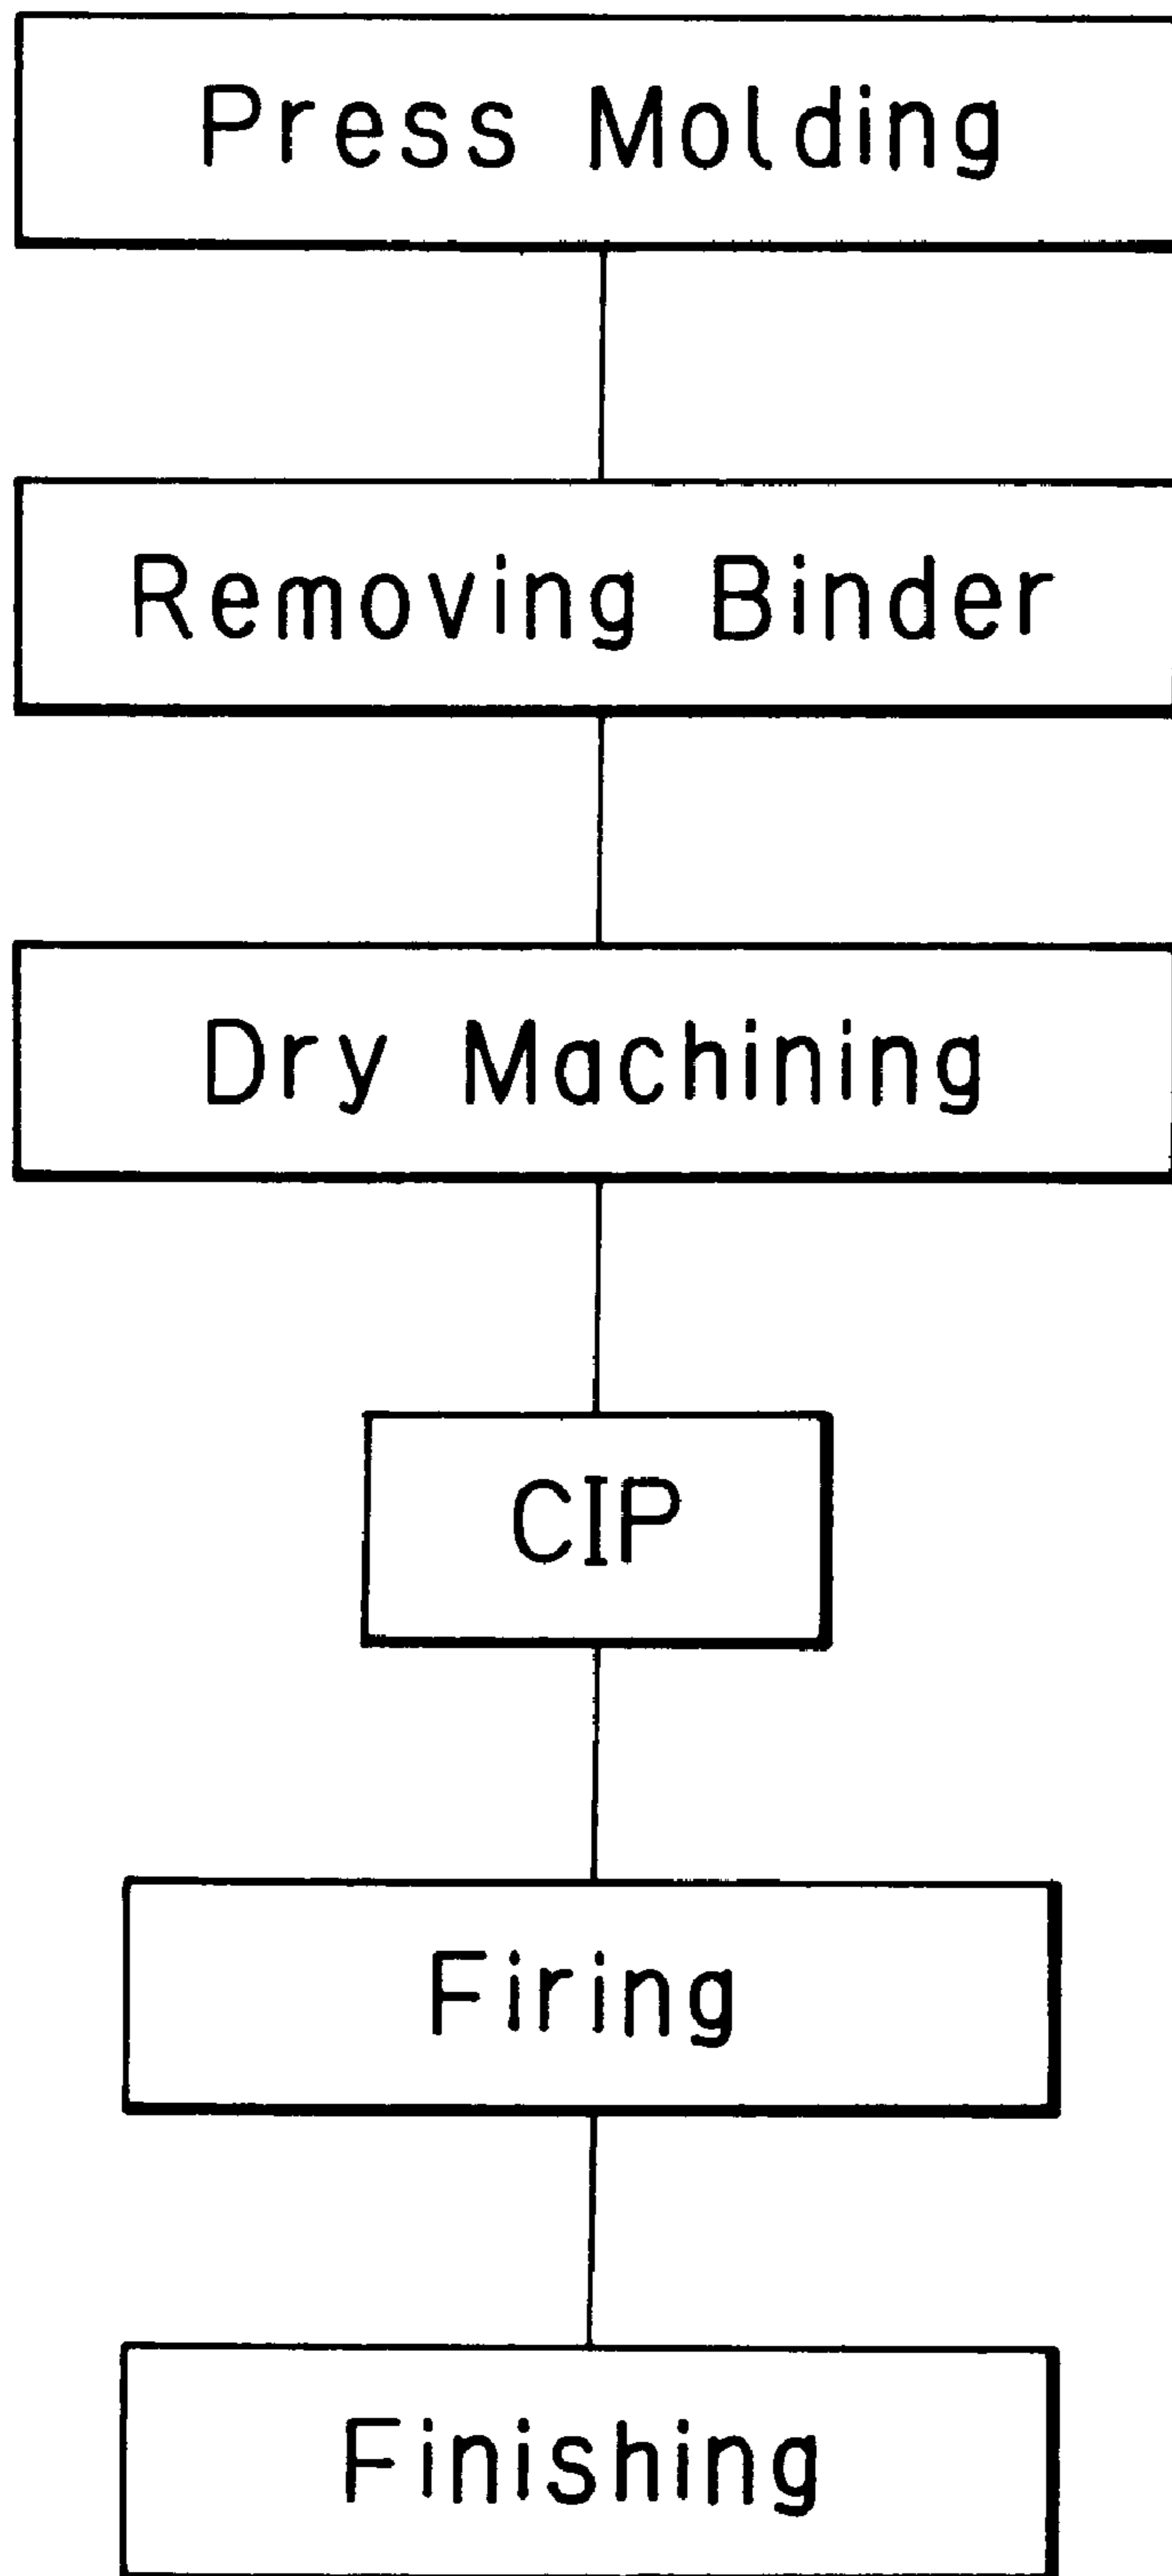 Press Molding
Removing Binder
Dry Machining
CIP
Firing
Finishing